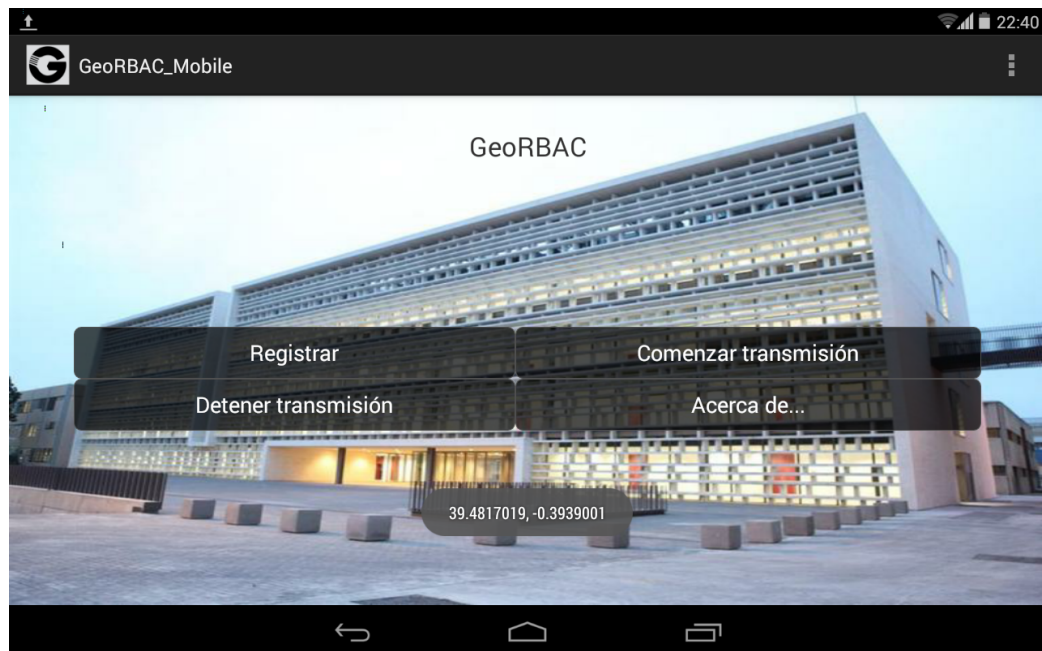 22:40
G GeoRBAC_Mobile
GeoRBAC
Registrar
Comenzar transmisión
Detener transmisión
Acerca de...
39.4817019, -0.3939001